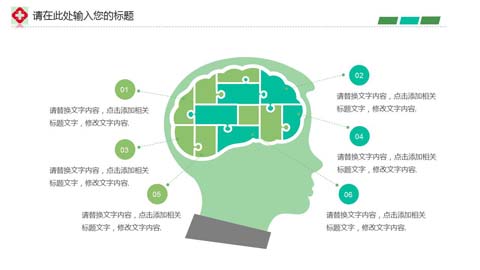 请在此处输入您的标题
01
请替换文字内容，点击添加相关
标题文字，修改文字内容.
02
请替换文字内容，点击添加相关
标题文字，修改文字内容.
03
请替换文字内容，点击添加相关
标题文字，修改文字内容.
04
请替换文字内容，点击添加相关
标题文字，修改文字内容.
05
请替换文字内容，点击添加相关
标题文字，修改文字内容.
06
请替换文字内容，点击添加相关
标题文字，修改文字内容.